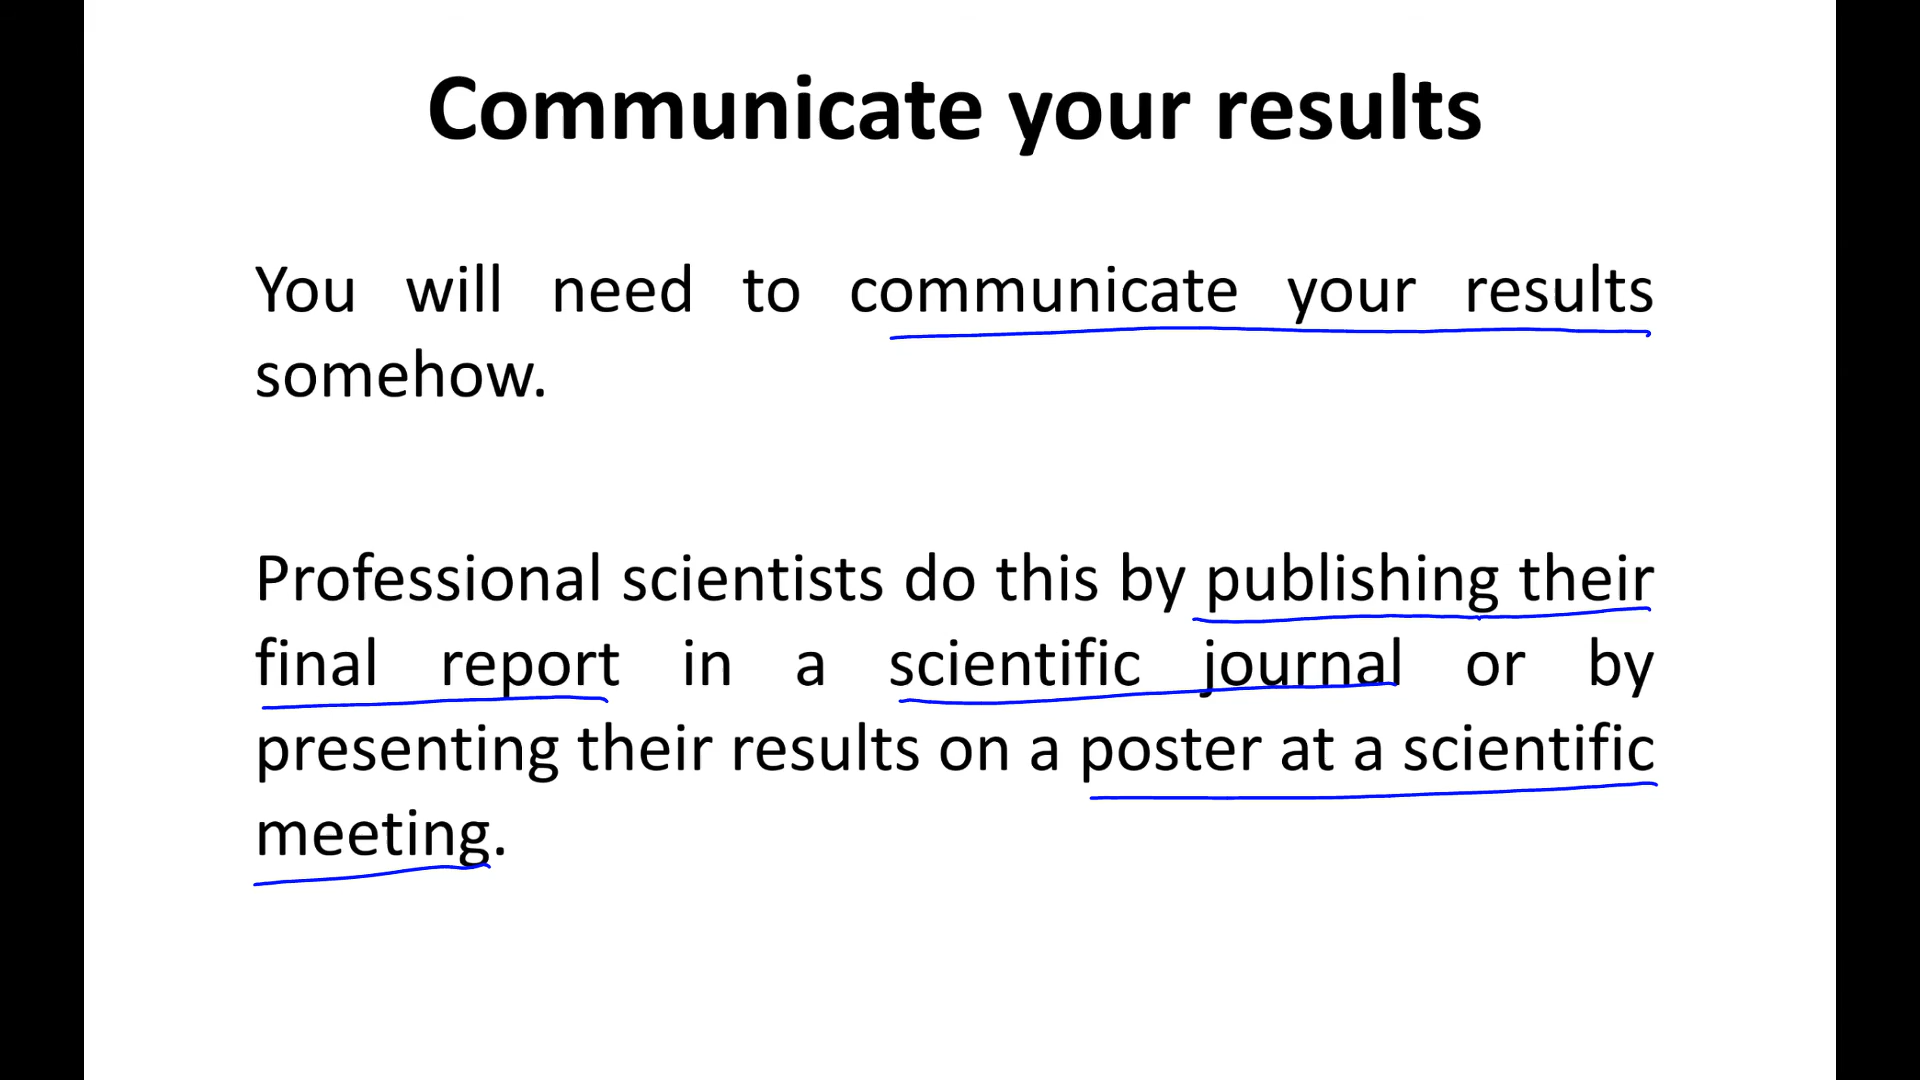 Communicate your results
You will need to communicate your results
somehow.
Professional scientists do this by publishing their
final report in a scientific journal or by
presenting their results on a poster at a scientific
meeting.